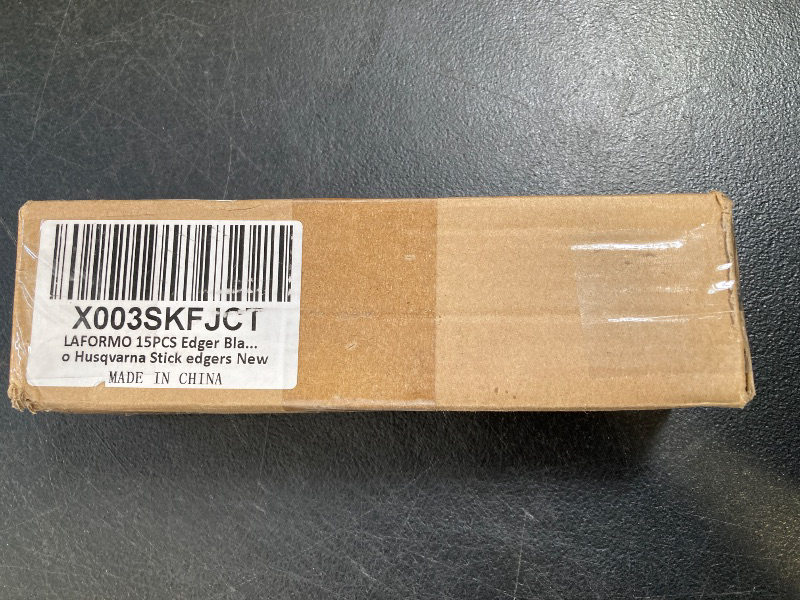 X003SKFJCT
LAFORMO 15PCS Edger Bla...
o Husqvarna Stick edgers New
MADE IN CHINA